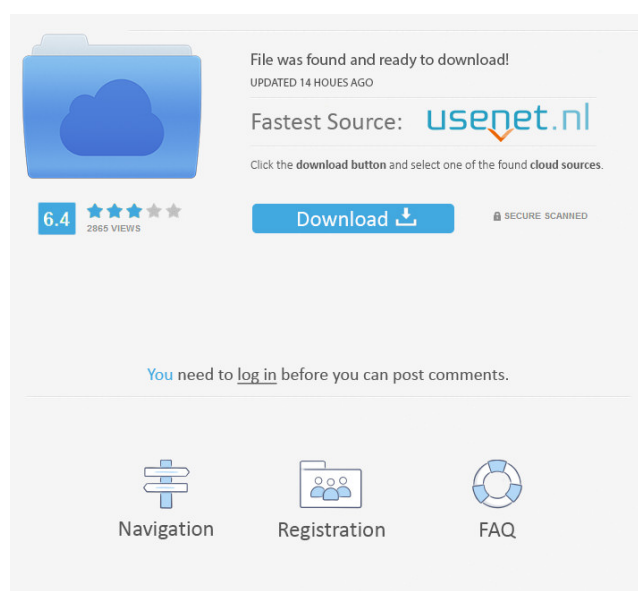 File was found and ready to download!
UPDATED 14 HOUES AGO
Fastest Source: usenet.nl
Click the download button and select one of the found cloud sources.
6.4
2865 VIEWS
Download
SECURE SCANNED
You need to log in before you can post comments.
Navigation
Registration
FAQ